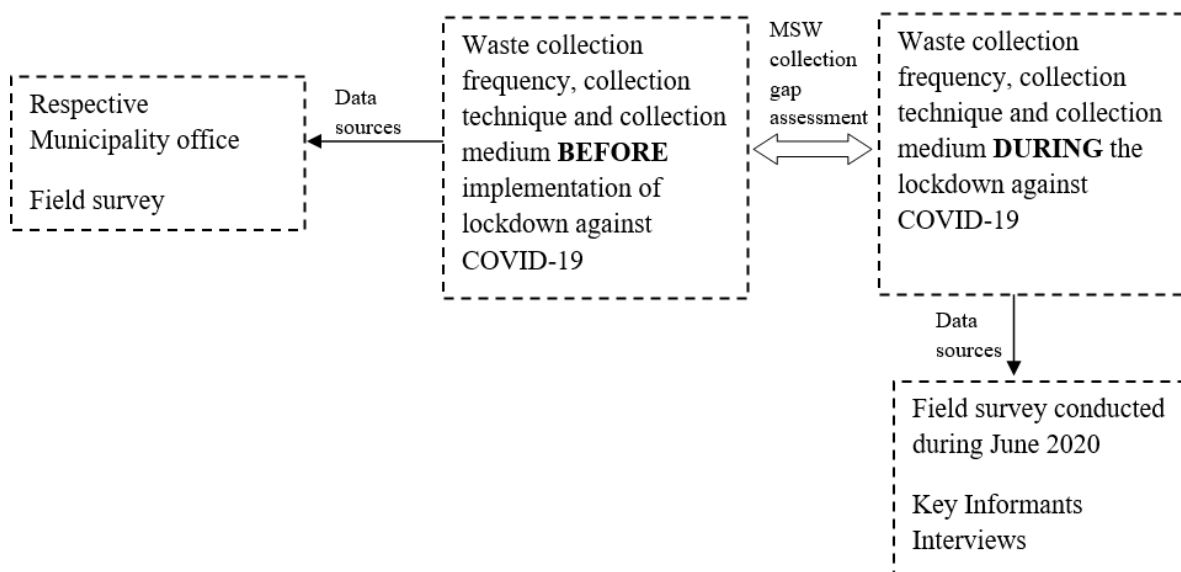 Respective
Municipality office
Field survey
Data
sources
Waste collection
frequency, collection
technique and collection
medium BEFORE
implementation of
lockdown against
COVID-19
MSW
collection
gap
assessment
Waste collection
frequency, collection
technique and collection
medium DURING the
lockdown against
COVID-19
Data
sources
Field survey conducted
during June 2020
Key Informants
Interviews